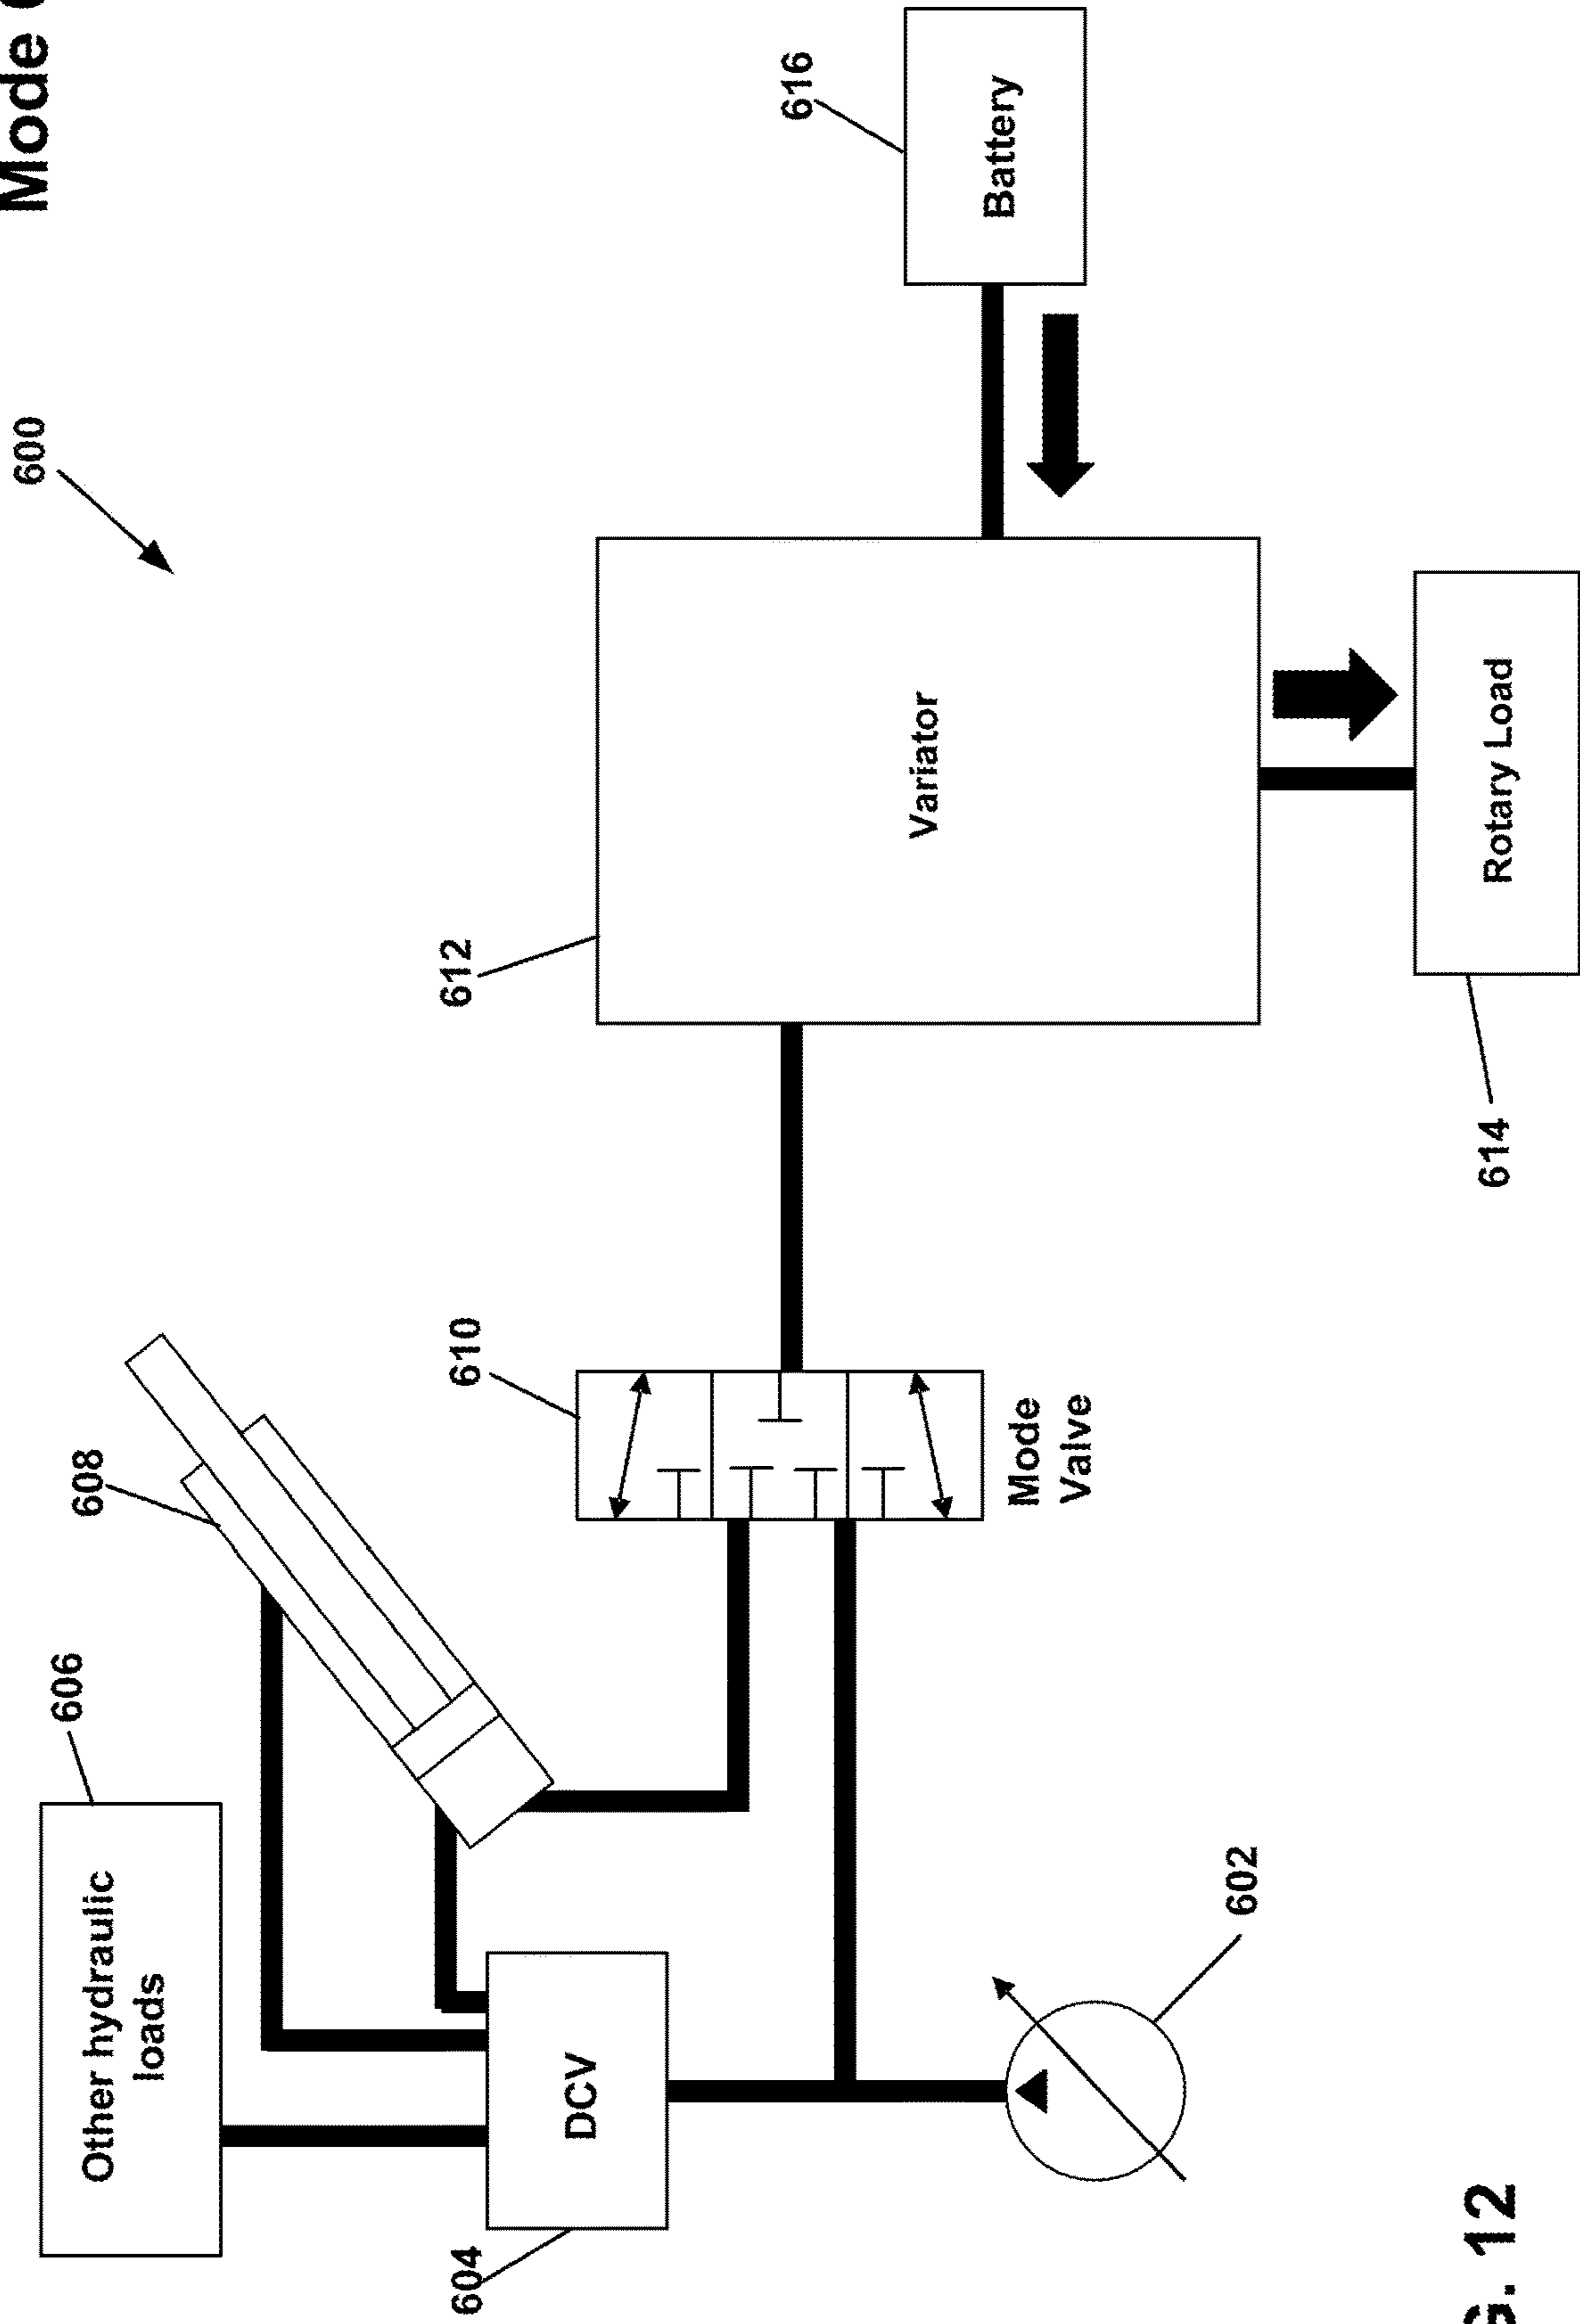 Mode
600
606
Other hydraulic
loads
608
604
DCV
610
Mode
Valve
612
Variator
616
Battery
602
614
Rotary Load
G. 12